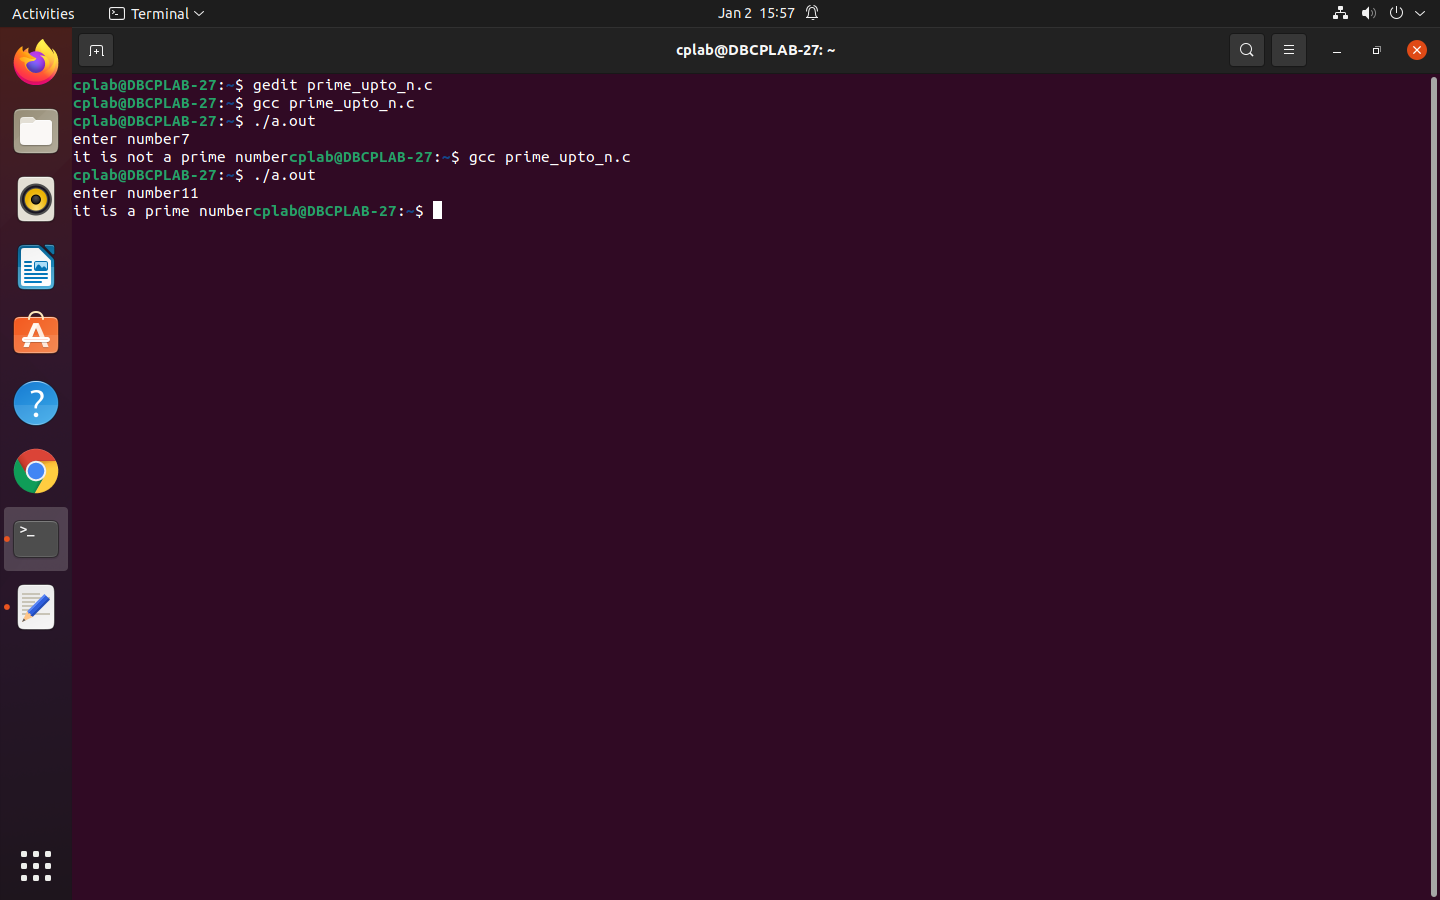 Activities
Terminal
Jan 2 15:57
cplab@DBCPLAB-27: ~
cplab@DBCPLAB-27:~$ gedit prime_upto_n.c
cplab@DBCPLAB-27:~$ gcc prime_upto_n.c
cplab@DBCPLAB-27:~$ ./a.out
enter number7
it is not a prime numbercplab@DBCPLAB-27:~$ gcc prime_upto_n.c
cplab@DBCPLAB-27:~$ ./a.out
enter number11
it is a prime numbercplab@DBCPLAB-27:~$